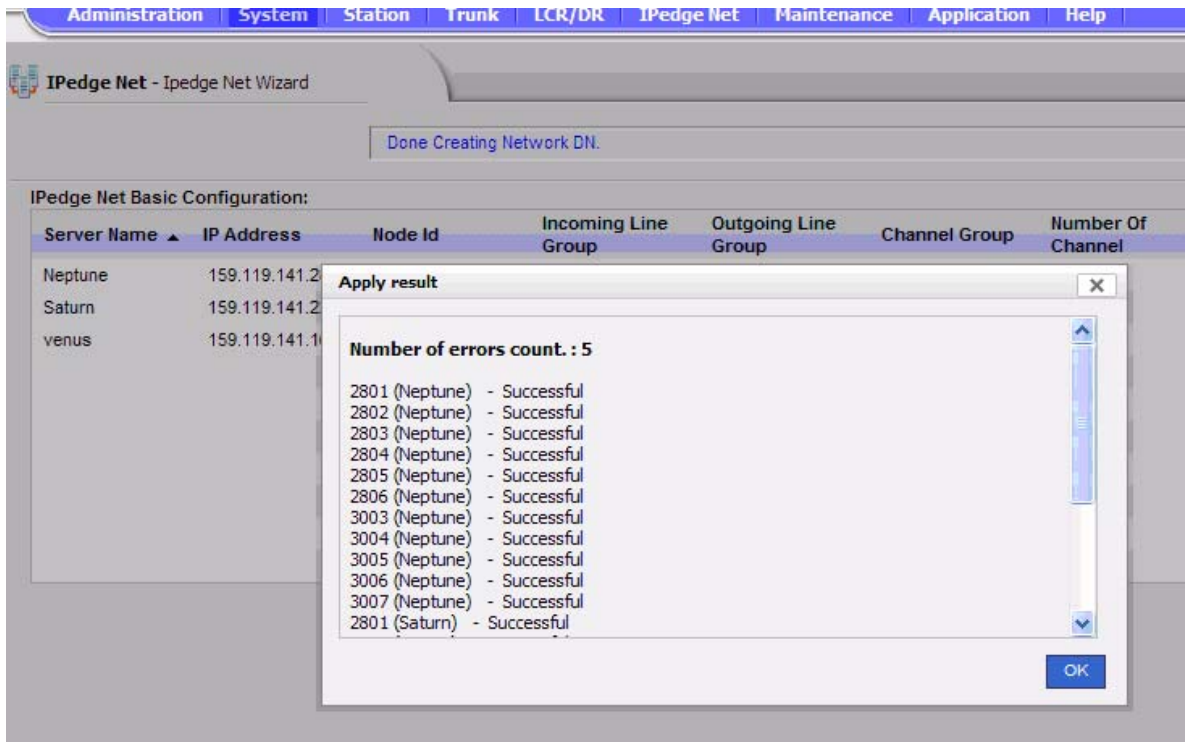 Administration System Station Trunk LCR/DR IPedge Net Maintenance Application Help
IPedge Net - Ipedge Net Wizard
Done Creating Network DN.
IPedge Net Basic Configuration:
Server Name IP Address Node Id Incoming Line Group Outgoing Line Group Channel Group Number Of Channel
Neptune 159.119.141.2
Saturn 159.119.141.2
venus 159.119.141.1
Apply result
Number of errors count. : 5
2801 (Neptune) - Successful
2802 (Neptune) - Successful
2803 (Neptune) - Successful
2804 (Neptune) - Successful
2805 (Neptune) - Successful
2806 (Neptune) - Successful
3003 (Neptune) - Successful
3004 (Neptune) - Successful
3005 (Neptune) - Successful
3006 (Neptune) - Successful
3007 (Neptune) - Successful
2801 (Saturn) - Successful
OK